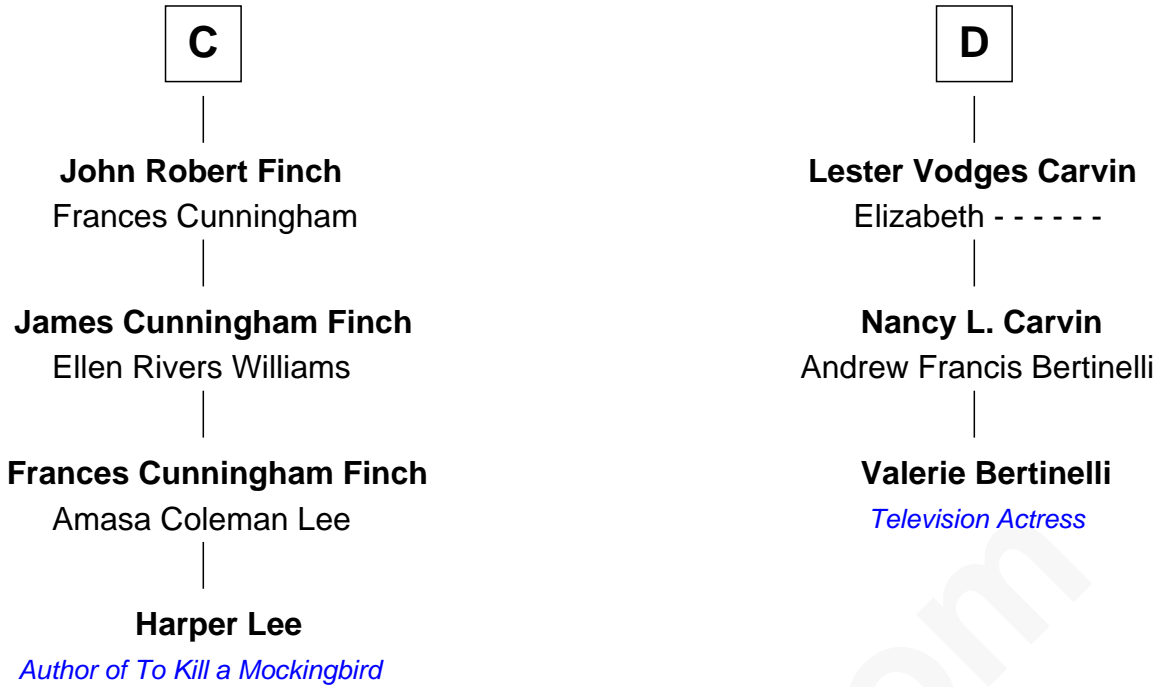 C
John Robert Finch
Frances Cunningham
James Cunningham Finch
Ellen Rivers Williams
Frances Cunningham Finch
Amasa Coleman Lee
Harper Lee
Author of To Kill a Mockingbird
D
Lester Vodges Carvin
Elizabeth - - - - - -
Nancy L. Carvin
Andrew Francis Bertinelli
Valerie Bertinelli
Television Actress
om